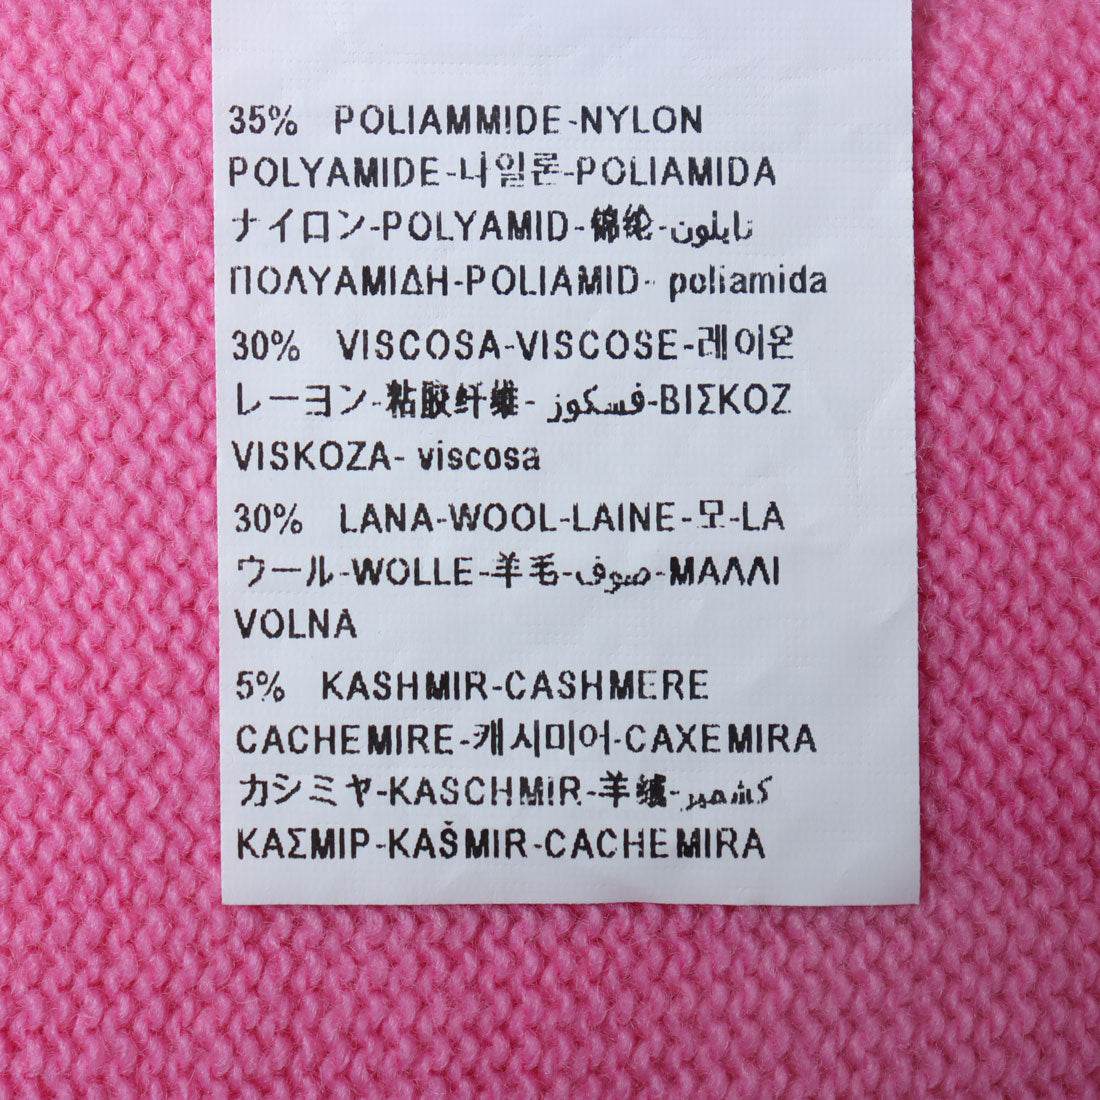 35% POLIAMMIDE-NYLON
POLYAMIDE-나일론-POLIAMIDA
ナイロン-POLYAMID-锦纶-نايلون
ΠΟΛΥΑΜΙΔΗ-POLIAMID- poliamida
30% VISCOSA-VISCOSE-레이온
レーヨン-粘胶纤维- فسكوز-ΒΙΣΚΟΖ
VISKOZA- viscosa
30% LANA-WOOL-LAINE-모-LA
ウール-WOLLE-羊毛-صوف-ΜΑΛΛΙ
VOLNA
5% KASHMIR-CASHMERE
CACHEMIRE-캐시미어-CAXEMIRA
カシミヤ-KASCHMIR-羊绒-كشمير
ΚΑΣΜΙΡ-KAŠMIR-CACHEMIRA